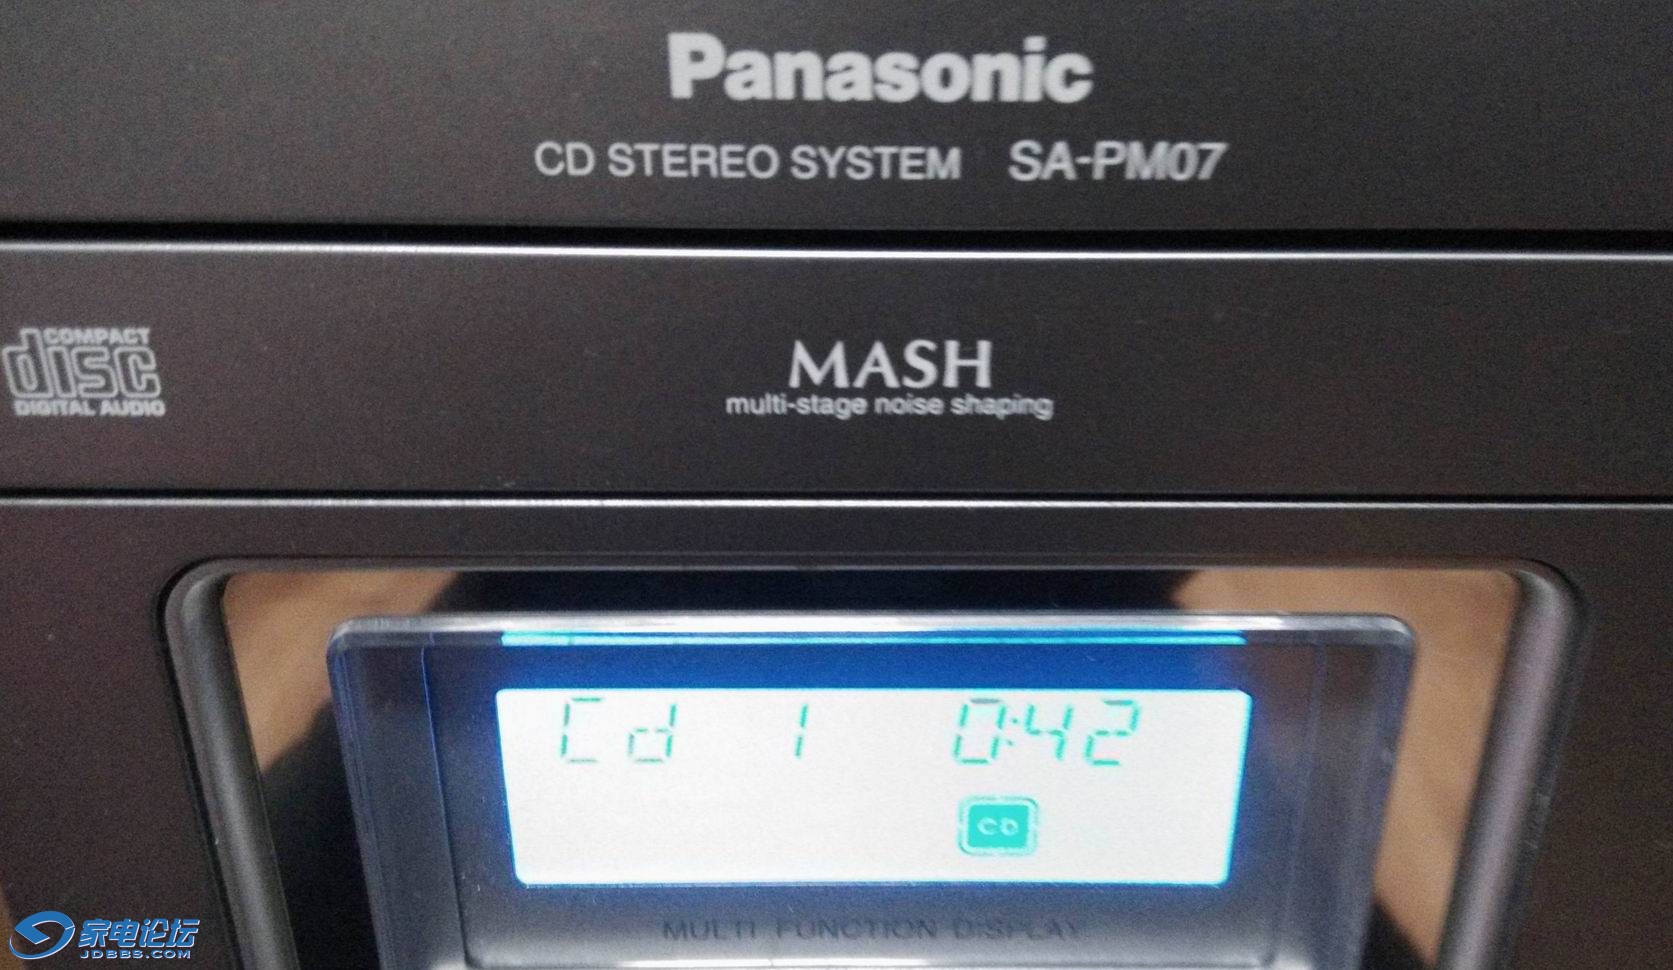 Panasonic
CD STEREO SYSTEM SA-PM07
COMPACT
disc
DIGITAL AUDIO
MASH
multi-stage noise shaping
Cd 1 0:42
CD
MULTI FUNCTION DISPLAY
家电论坛
JDBBS.COM